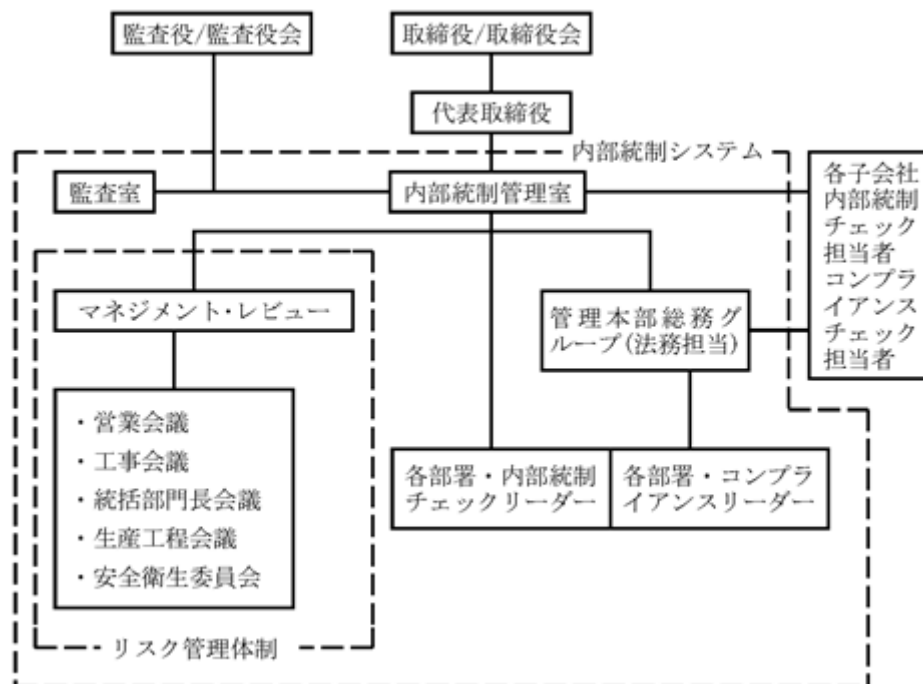 監査役/監査役会
取締役/取締役会
代表取締役
内部統制システム
監査室
内部統制管理室
各子会社
内部統制
チェック
担当者
コンプラ
イアンス
チェック
担当者
マネジメント・レビュー
管理本部総務グ
ループ(法務担当)
・営業会議
・工事会議
・統括部門長会議
・生産工程会議
・安全衛生委員会
各部署・内部統制
チェックリーダー
各部署・コンプラ
イアンスリーダー
リスク管理体制